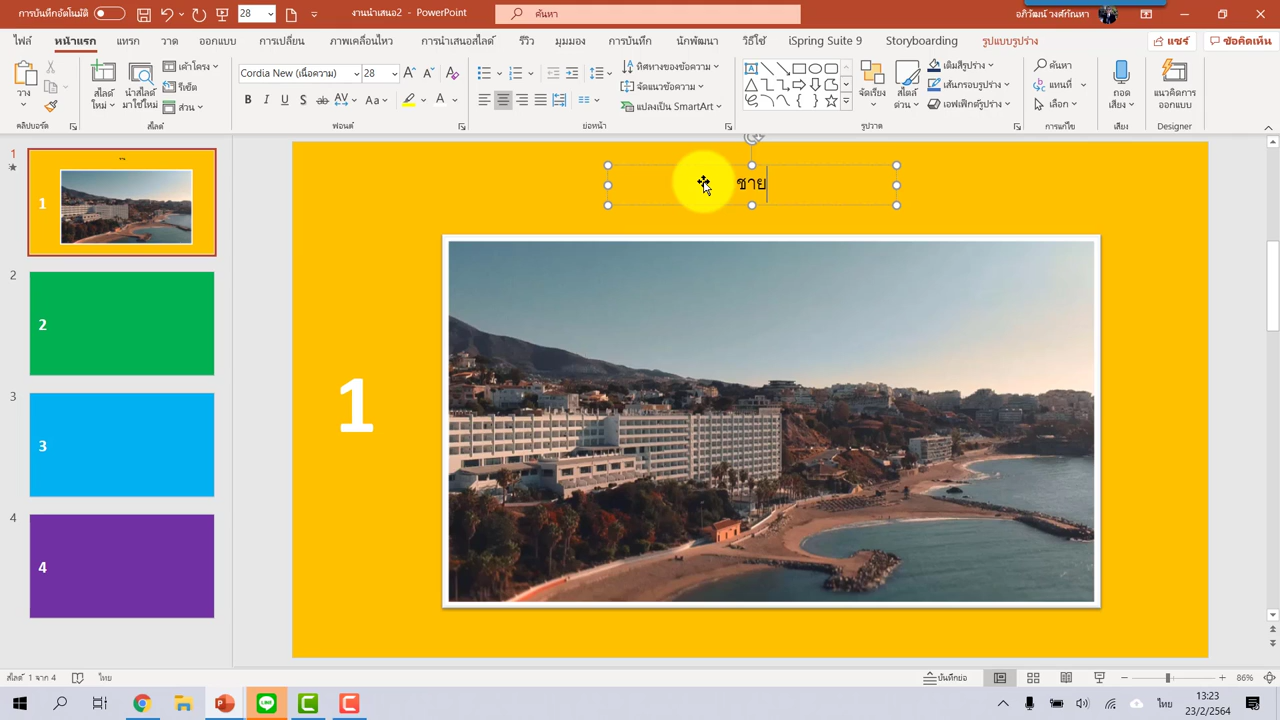 การบันทึกอัตโนมัติ
28
งานนำเสนอ2 - PowerPoint
ค้นหา
อภิวัฒน์ วงศ์กัณหา
ไฟล์ หน้าแรก แทรก วาด ออกแบบ การเปลี่ยน ภาพเคลื่อนไหว การนำเสนอสไลด์ รีวิว มุมมอง การบันทึก นักพัฒนา วิธีใช้ iSpring Suite 9 Storyboarding รูปแบบรูปร่าง แชร์ ข้อคิดเห็น
วาง
สไลด์ใหม่
นำสไลด์มาใช้ใหม่
เค้าโครง
รีเซ็ต
ส่วน
Cordia New (เนื้อความ) 28
B I U S ab AV Aa A
ทิศทางของข้อความ
จัดแนวข้อความ
แปลงเป็น SmartArt
จัดเรียง
สไตล์ด่วน
เติมสีรูปร่าง
เส้นกรอบรูปร่าง
เอฟเฟ็กต์รูปร่าง
ค้นหา
แทนที่
เลือก
ถอดเสียง
แนวคิดการออกแบบ
คลิปบอร์ด สไลด์ ฟอนต์ ย่อหน้า รูปวาด การแก้ไข เสียง Designer
1
1
2
2
3
3
4
4
ชาย
1
สไลด์ 1 จาก 4 ไทย บันทึกย่อ 86%
ไทย
13:23
23/2/2564